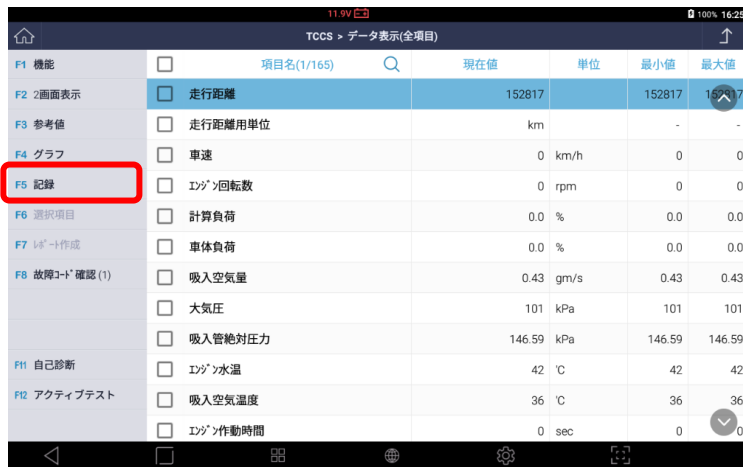 11.9V
100% 16:25
TCCS > データ表示(全項目)
F1 機能
項目名(1/165) 現在値 単位 最小値 最大値
F2 2画面表示
走行距離 152817 152817 152817
F3 参考値
走行距離用単位 km - -
F4 グラフ
車速 0 km/h 0 0
F5 記録
ｴﾝｼﾞﾝ回転数 0 rpm 0 0
F6 選択項目
計算負荷 0.0 % 0.0 0.0
F7 ﾚﾎﾟｰﾄ作成
車体負荷 0.0 % 0.0 0.0
F8 故障ｺｰﾄﾞ確認 (1)
吸入空気量 0.43 gm/s 0.43 0.43
大気圧 101 kPa 101 101
吸入管絶対圧力 146.59 kPa 146.59 146.59
F11 自己診断
ｴﾝｼﾞﾝ水温 42 ℃ 42 42
F12 アクティブテスト
吸入空気温度 36 ℃ 36 36
ｴﾝｼﾞﾝ作動時間 0 sec 0 0